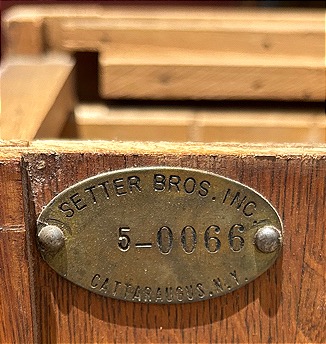 SETTER BROS. INC.
5-0066
CATTARAUGUS. N.Y.